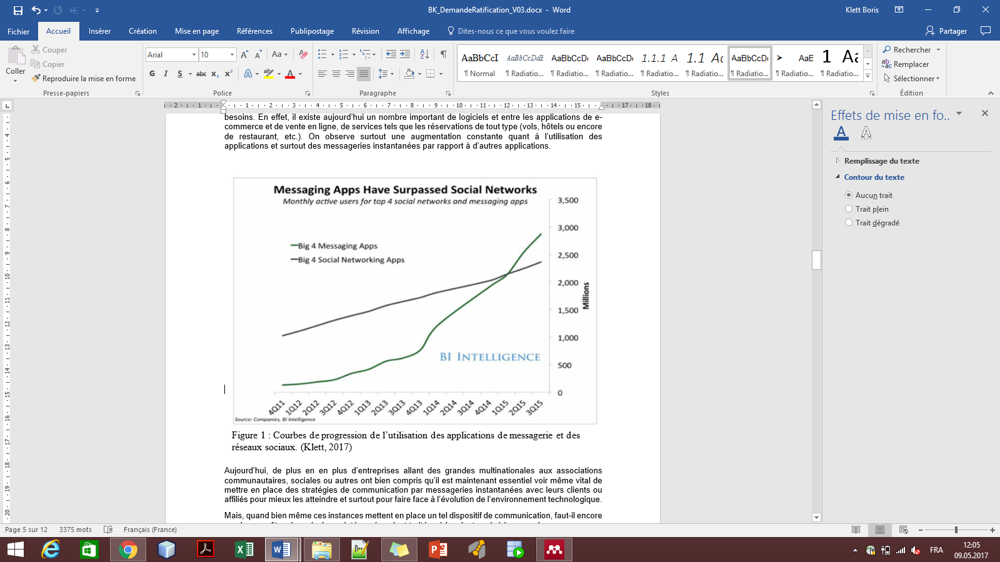 BK_DemandeRatification_V03.docx - Word
Klett Boris
Fichier Accueil Insérer Création Mise en page Références Publipostage Révision Affichage Dites-nous ce que vous voulez faire Partager
Coller
Couper
Copier
Reproduire la mise en forme
Presse-papiers
Arial 10
G I S abc x₂ x²
Police
Paragraphe
AaBbCcI AaBbCcDdE AaBbCcDc AaBbCcDc 1.1.1 A 1.1 Ac AaBbCcDc AaB 1 Aa
¶ Normal ¶ Radiatio... ¶ Radiatio... ¶ Radiatio... ¶ Radiatio... ¶ Radiatio... ¶ Radiatio... ¶ Radiatio... ¶ Radiatio...
Styles
Rechercher
Remplacer
Sélectionner
Édition
besoins. En effet, il existe aujourd’hui un nombre important de logiciels et entre les applications de e-
commerce et de vente en ligne, de services tels que les réservations de tout type (vols, hôtels ou encore
de restaurant, etc.). On observe surtout une augmentation constante quant à l’utilisation des
applications et surtout des messageries instantanées par rapport à d’autres applications.
Messaging Apps Have Surpassed Social Networks
Monthly active users for top 4 social networks and messaging apps
Big 4 Messaging Apps
Big 4 Social Networking Apps
3,500
3,000
2,500
2,000
1,500
1,000
500
0
Millions
BI INTELLIGENCE
4Q11 1Q12 2Q12 3Q12 4Q12 1Q13 2Q13 3Q13 4Q13 1Q14 2Q14 3Q14 4Q14 1Q15 2Q15 3Q15
Source: Companies, BI Intelligence
Figure 1 : Courbes de progression de l’utilisation des applications de messagerie et des
réseaux sociaux. (Klett, 2017)
Aujourd’hui, de plus en en plus d’entreprises allant des grandes multinationales aux associations
communautaires, sociales ou autres ont bien compris qu’il est maintenant essentiel voir même vital de
mettre en place des stratégies de communication par messageries instantanées avec leurs clients ou
affiliés pour mieux les atteindre et surtout pour faire face à l’évolution de l’environnement technologique.
Mais, quand bien même ces instances mettent en place un tel dispositif de communication, faut-il encore
Effets de mise en fo..
Remplissage du texte
Contour du texte
Aucun trait
Trait plein
Trait dégradé
Page 5 sur 12 3375 mots Français (France)
FRA
12:05
09.05.2017